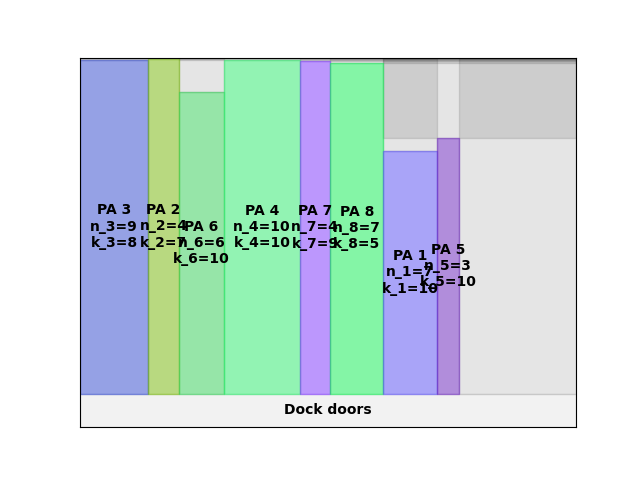 PA 3
n_3=9
k_3=8
PA 2
n_2=4
k_2=7
PA 6
n_6=6
k_6=10
PA 4
n_4=10
k_4=10
PA 7
n_7=4
k_7=9
PA 8
n_8=7
k_8=5
PA 1
n_1=7
k_1=10
PA 5
n_5=3
k_5=10
Dock doors